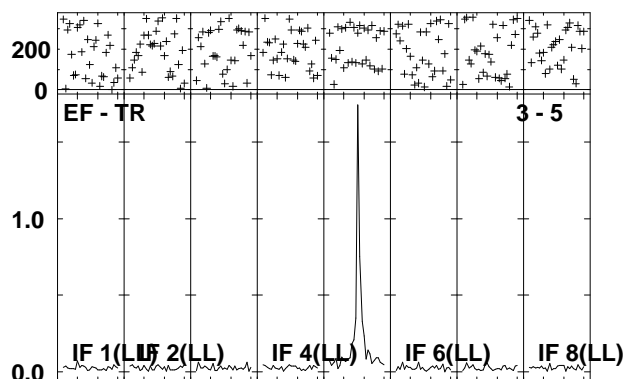 200
0
EF - TR 3 - 5
1.0
IF 1(LL) IF 2(LL) IF 4(LL) IF 6(LL) IF 8(LL)
0.0